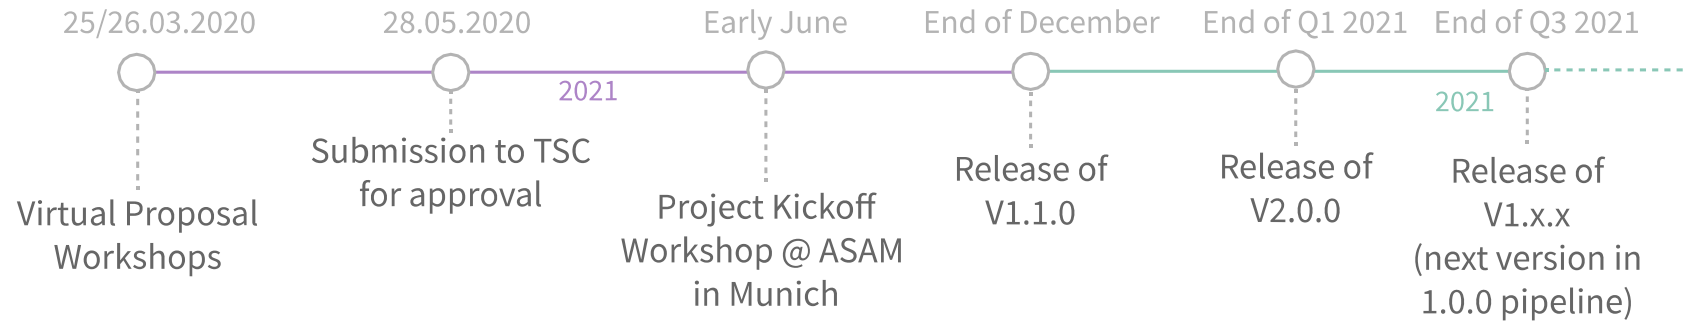 25/26.03.2020
28.05.2020
Early June
End of December
End of Q1 2021
End of Q3 2021
2021
2021
Virtual Proposal
Workshops
Submission to TSC
for approval
Project Kickoff
Workshop @ ASAM
in Munich
Release of
V1.1.0
Release of
V2.0.0
Release of
V1.x.x
(next version in
1.0.0 pipeline)